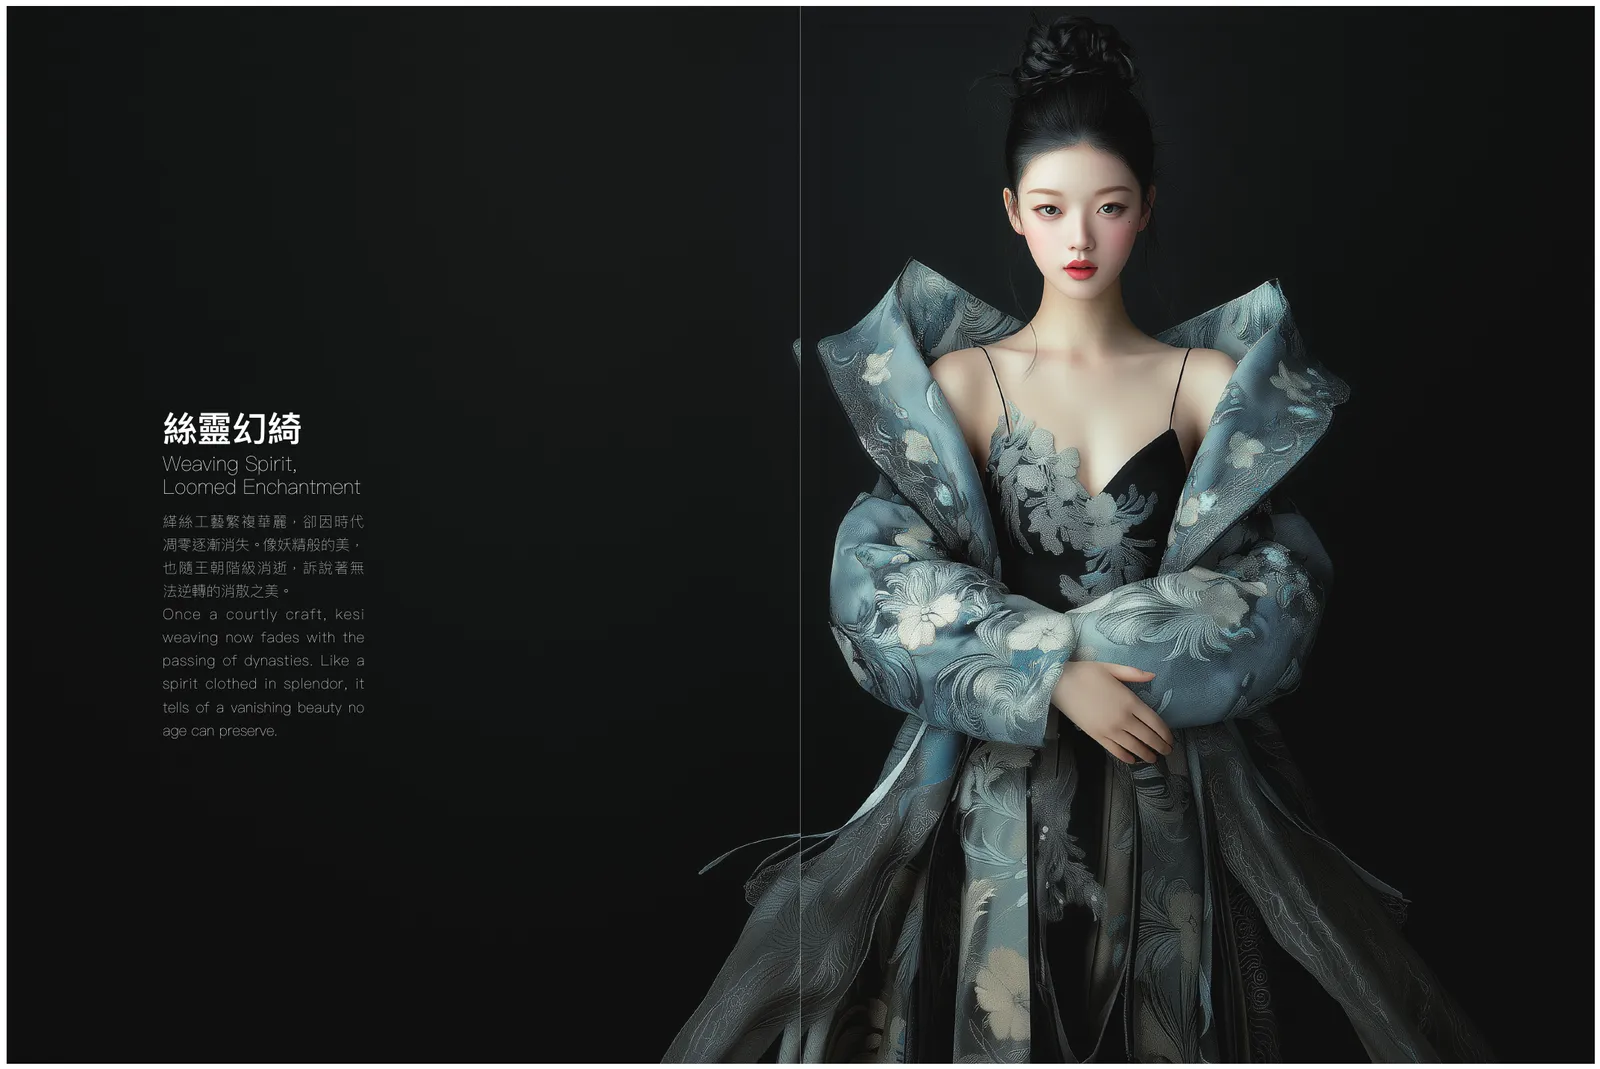 絲靈幻綺
Weaving Spirit,
Loomed Enchantment
緙絲工藝繁複華麗，卻因時代
凋零逐漸消失。像妖精般的美，
也隨王朝階級消逝，訴說著無
法逆轉的消散之美。
Once a courtly craft, kesi
weaving now fades with the
passing of dynasties. Like a
spirit clothed in splendor, it
tells of a vanishing beauty no
age can preserve.